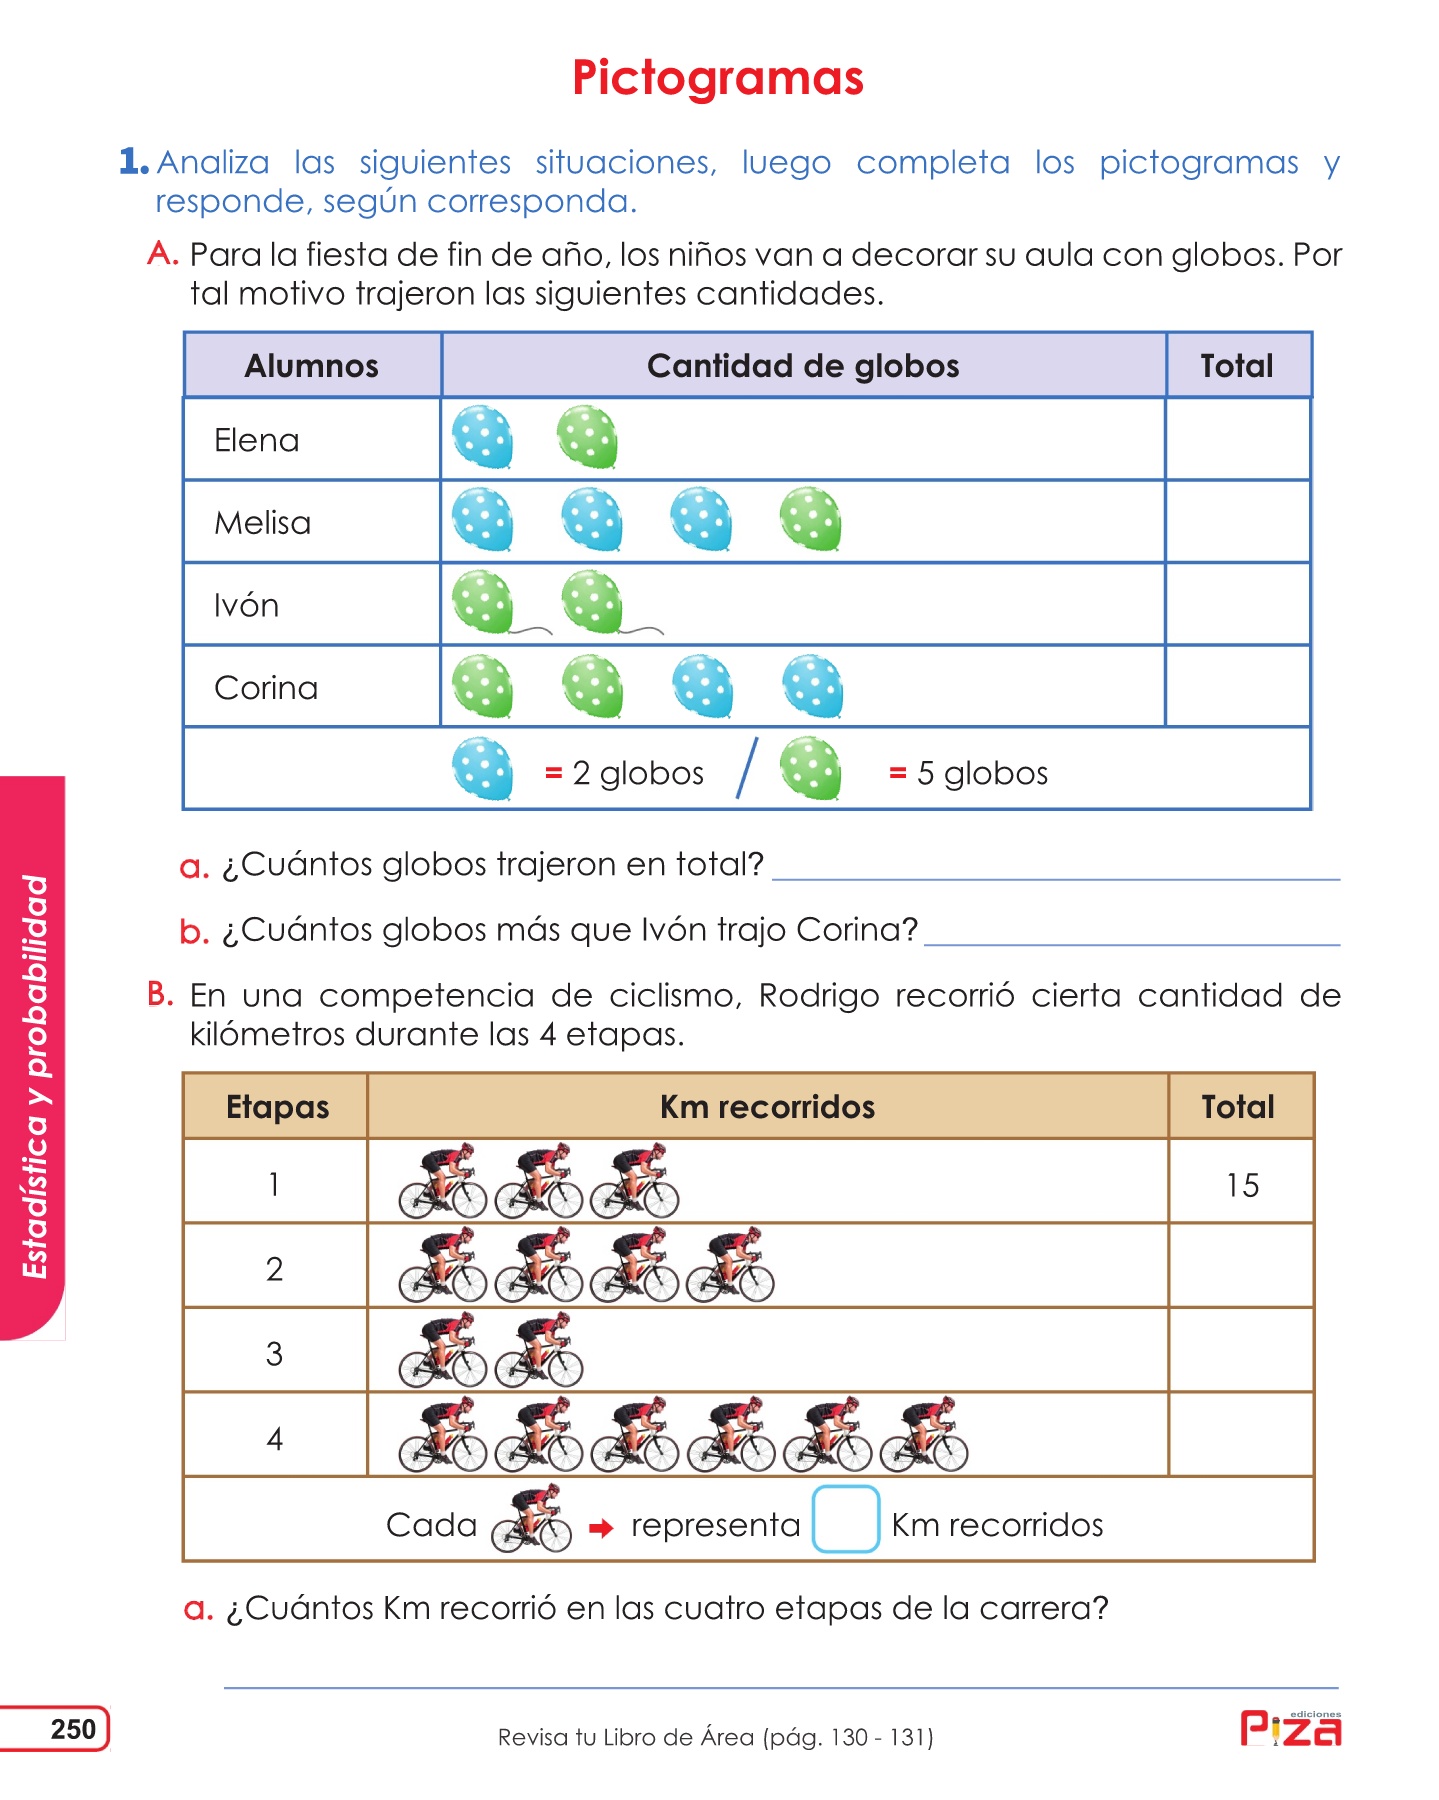 Pictogramas
1. Analiza las siguientes situaciones, luego completa los pictogramas y
responde, según corresponda.
A. Para la fiesta de fin de año, los niños van a decorar su aula con globos. Por
tal motivo trajeron las siguientes cantidades.
Alumnos Cantidad de globos Total
Elena
Melisa
Ivón
Corina
= 2 globos / = 5 globos
a. ¿Cuántos globos trajeron en total?
b. ¿Cuántos globos más que Ivón trajo Corina?
B. En una competencia de ciclismo, Rodrigo recorrió cierta cantidad de
kilómetros durante las 4 etapas.
Etapas Km recorridos Total
1 15
2
3
4
Cada representa Km recorridos
a. ¿Cuántos Km recorrió en las cuatro etapas de la carrera?
Estadística y probabilidad
250
Revisa tu Libro de Área (pág. 130 - 131)
ediciones
Piza